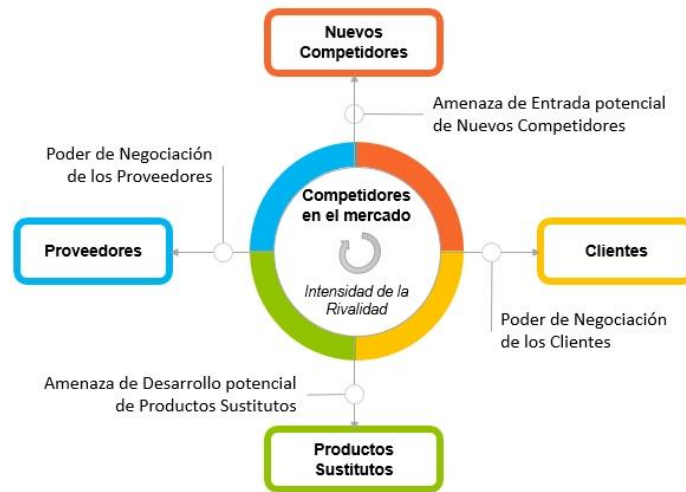 Nuevos
Competidores
Amenaza de Entrada potencial
de Nuevos Competidores
Poder de Negociación
de los Proveedores
Competidores
en el mercado
Proveedores
Clientes
Intensidad de la
Rivalidad
Poder de Negociación
de los Clientes
Amenaza de Desarrollo potencial
de Productos Sustitutos
Productos
Sustitutos